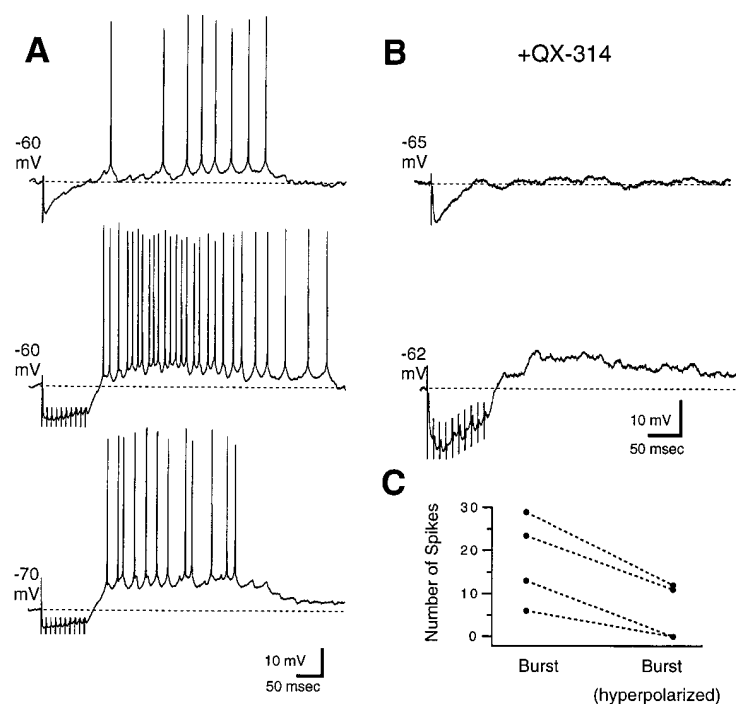 A
B
+QX-314
-60
mV
-65
mV
-60
mV
-62
mV
10 mV
50 msec
-70
mV
10 mV
50 msec
C
Number of Spikes
30
20
10
0
Burst
Burst
(hyperpolarized)